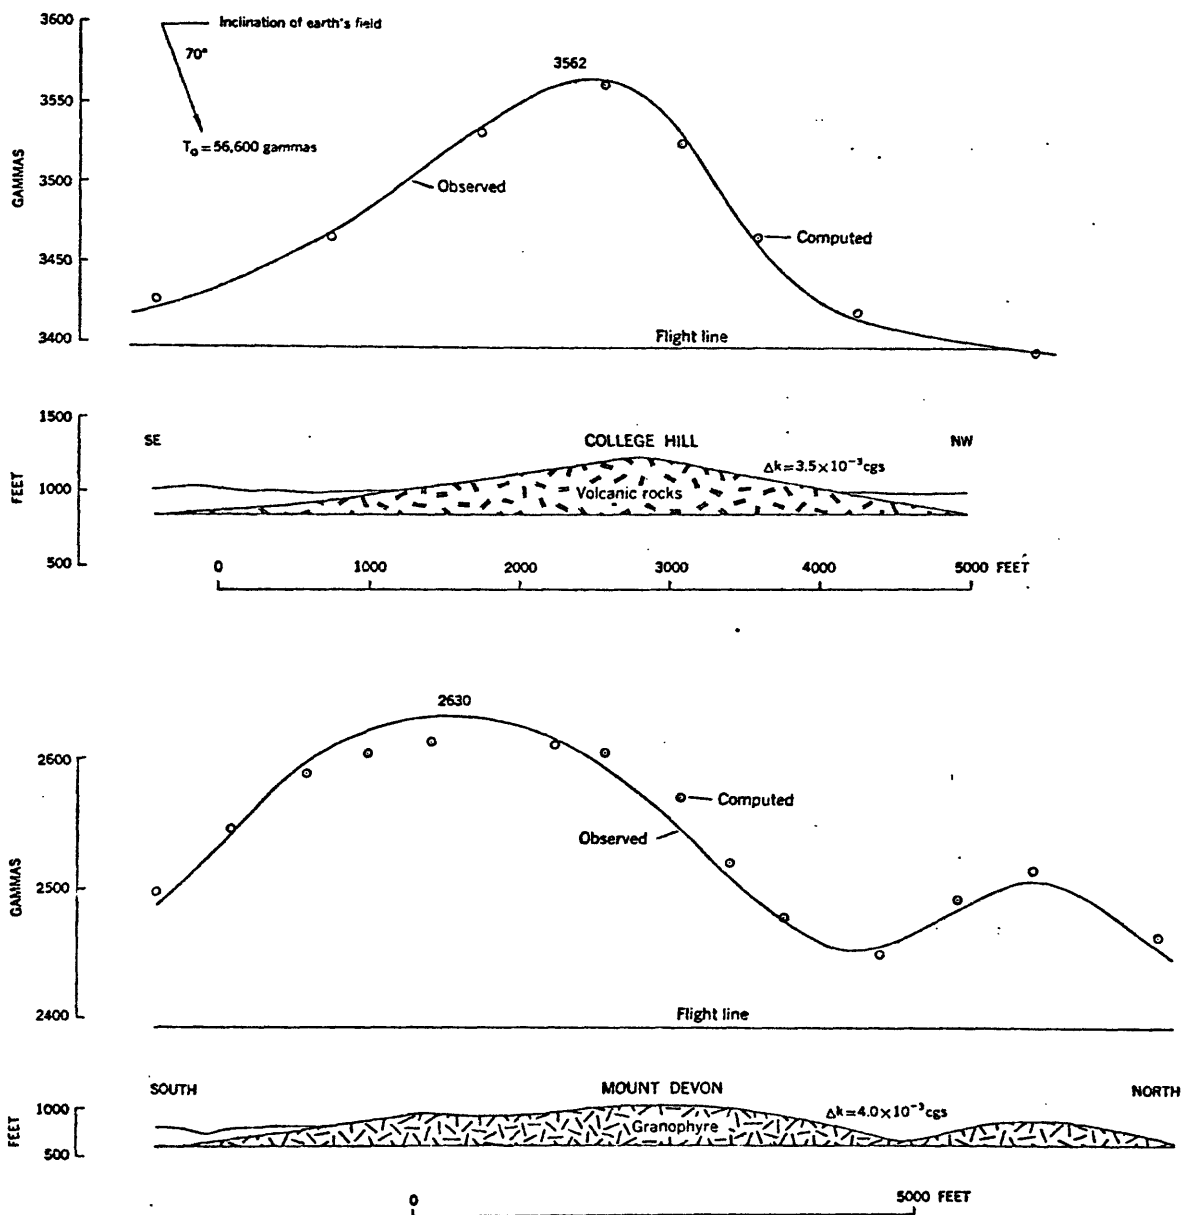 3600
Inclination of earth's field
70°
3562
3550
T₀ = 56,600 gammas
GAMMAS
3500
Observed
Computed
3450
3400
Flight line
1500
SE
COLLEGE HILL
NW
Δk=3.5×10⁻³cgs
FEET
1000
Volcanic rocks
500
0 1000 2000 3000 4000 5000 FEET
2630
2600
Computed
Observed
GAMMAS
2500
2400
Flight line
SOUTH
MOUNT DEVON
NORTH
1000
Δk=4.0×10⁻³cgs
FEET
Granophyre
500
0 5000 FEET